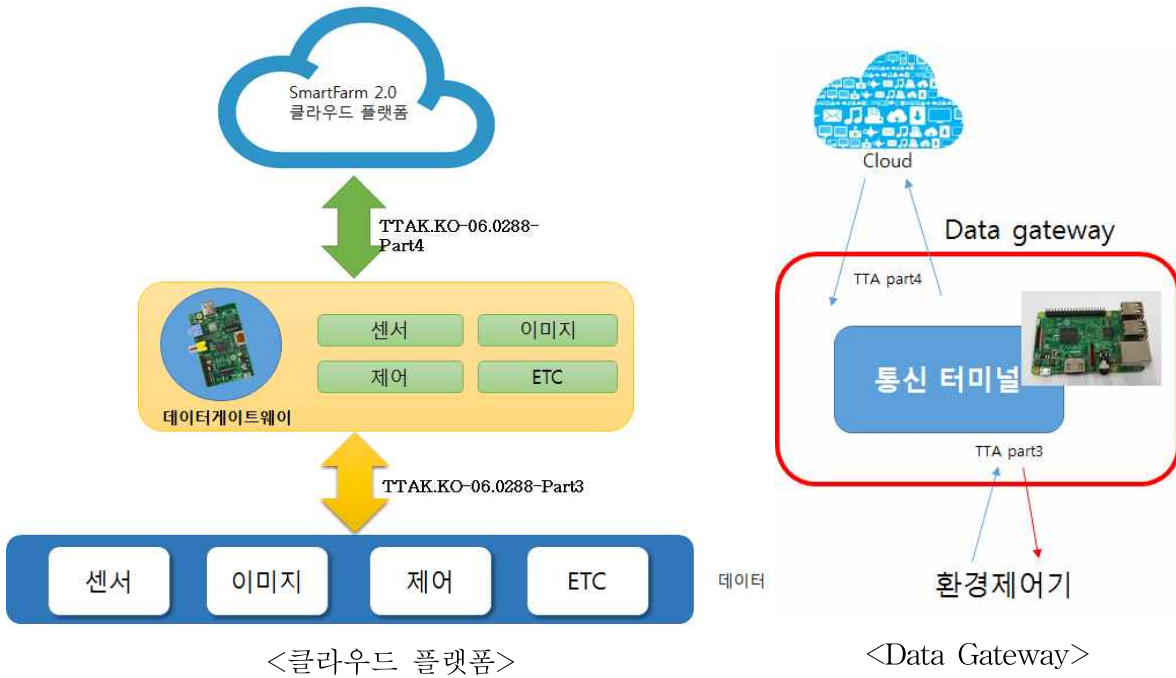 SmartFarm 2.0
클라우드 플랫폼
TTAK.KO-06.0288-
Part4
센서
이미지
제어
ETC
데이터게이트웨이
TTAK.KO-06.0288-Part3
센서
이미지
제어
ETC
데이터
<클라우드 플랫폼>
Cloud
Data gateway
TTA part4
통신 터미널
TTA part3
환경제어기
<Data Gateway>